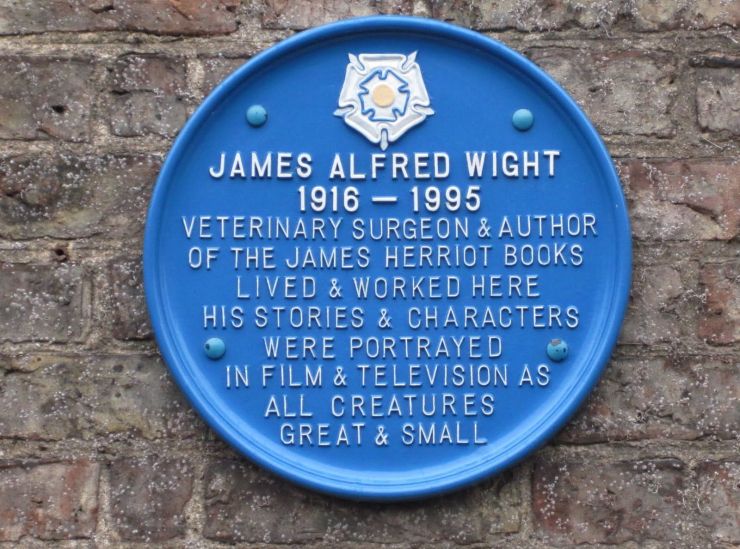 JAMES ALFRED WIGHT
1916 — 1995
VETERINARY SURGEON & AUTHOR
OF THE JAMES HERRIOT BOOKS
LIVED & WORKED HERE
HIS STORIES & CHARACTERS
WERE PORTRAYED
IN FILM & TELEVISION AS
ALL CREATURES
GREAT & SMALL